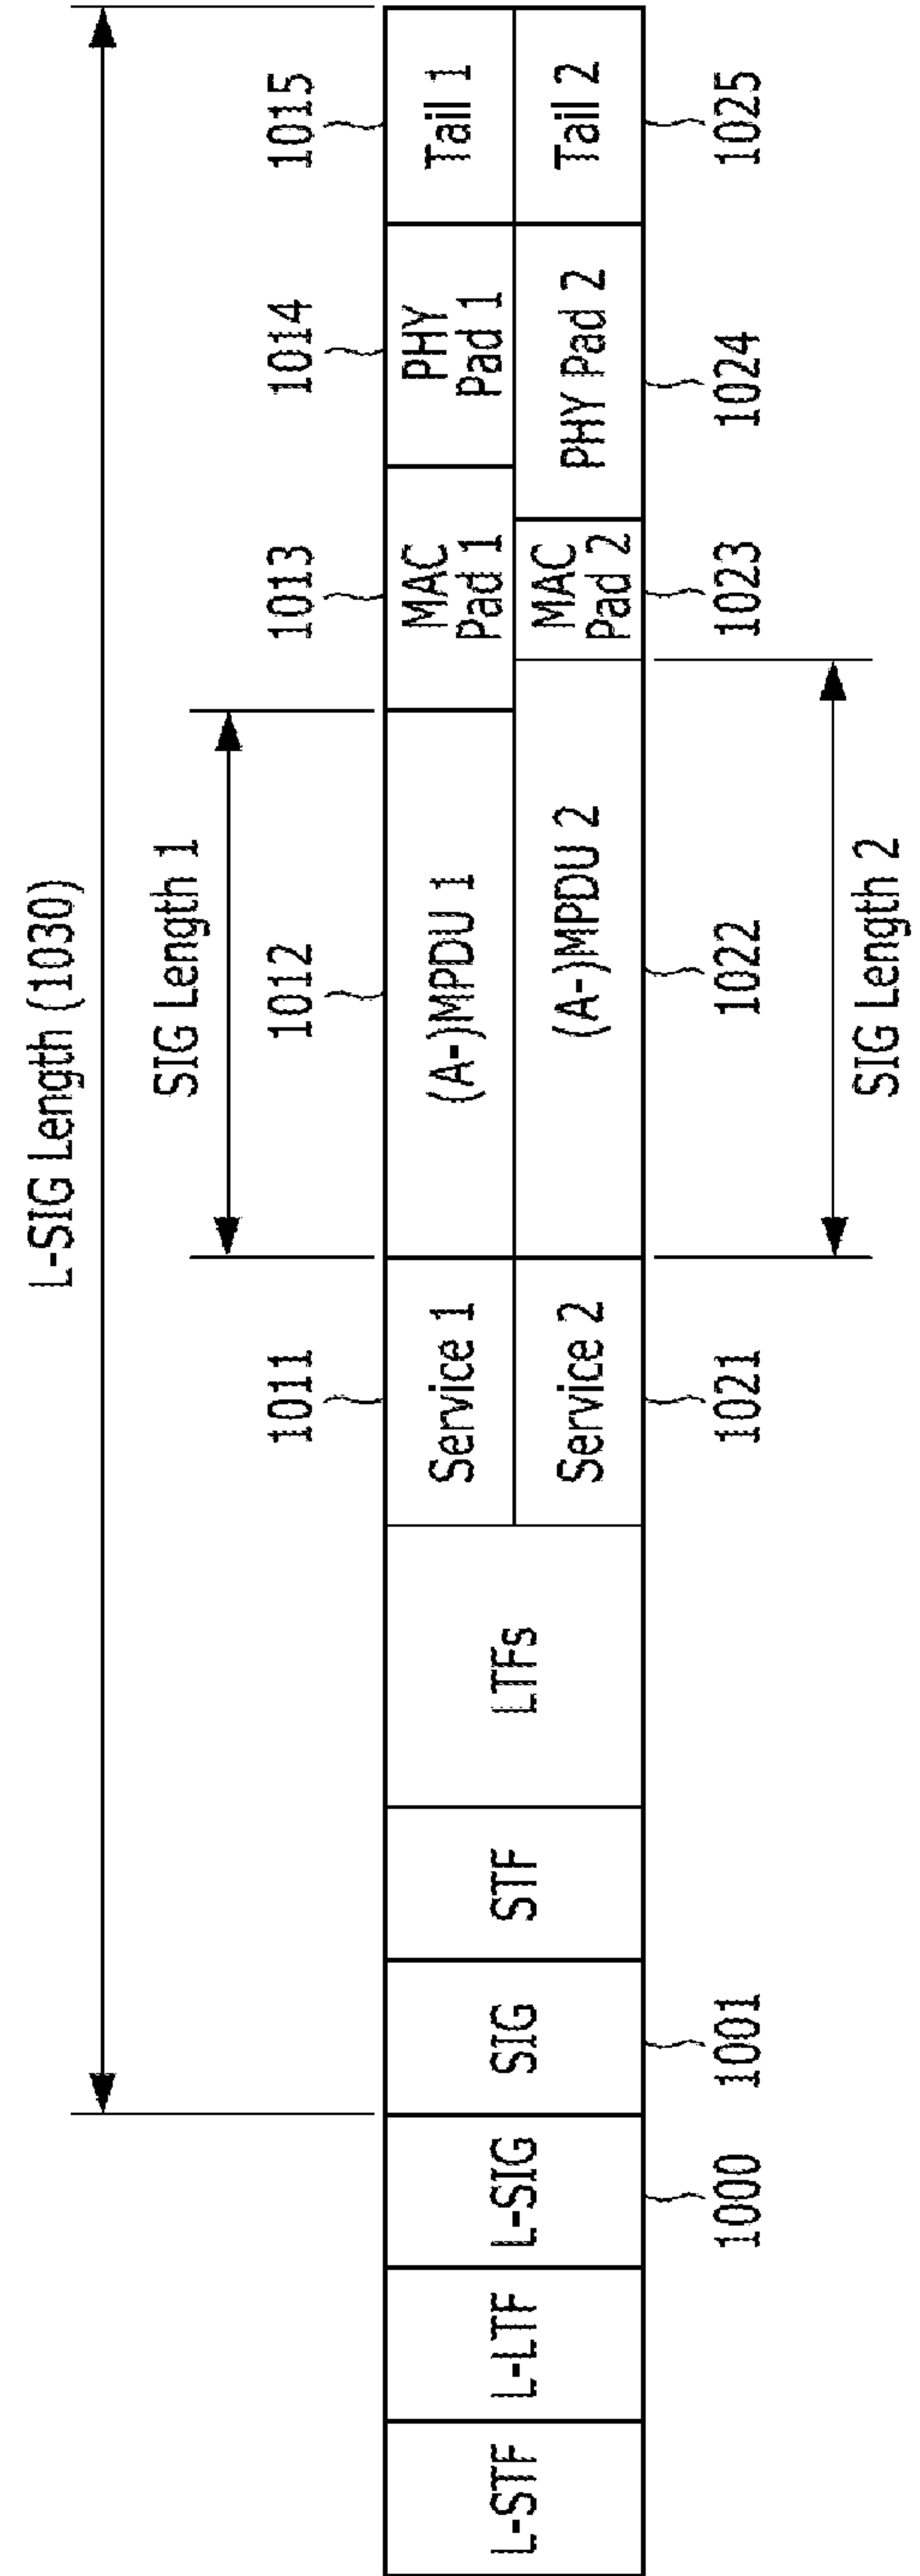 L-SIG Length (1030)
SIG Length 1
1011
1012
1013
1014
1015
L-STF
L-LTF
L-SIG
SIG
STF
LTFs
Service 1
(A-)MPDU 1
MAC
Pad 1
PHY
Pad 1
Tail 1
Service 2
(A-)MPDU 2
MAC
Pad 2
PHY Pad 2
Tail 2
1000
1001
1021
1022
1023
1024
1025
SIG Length 2